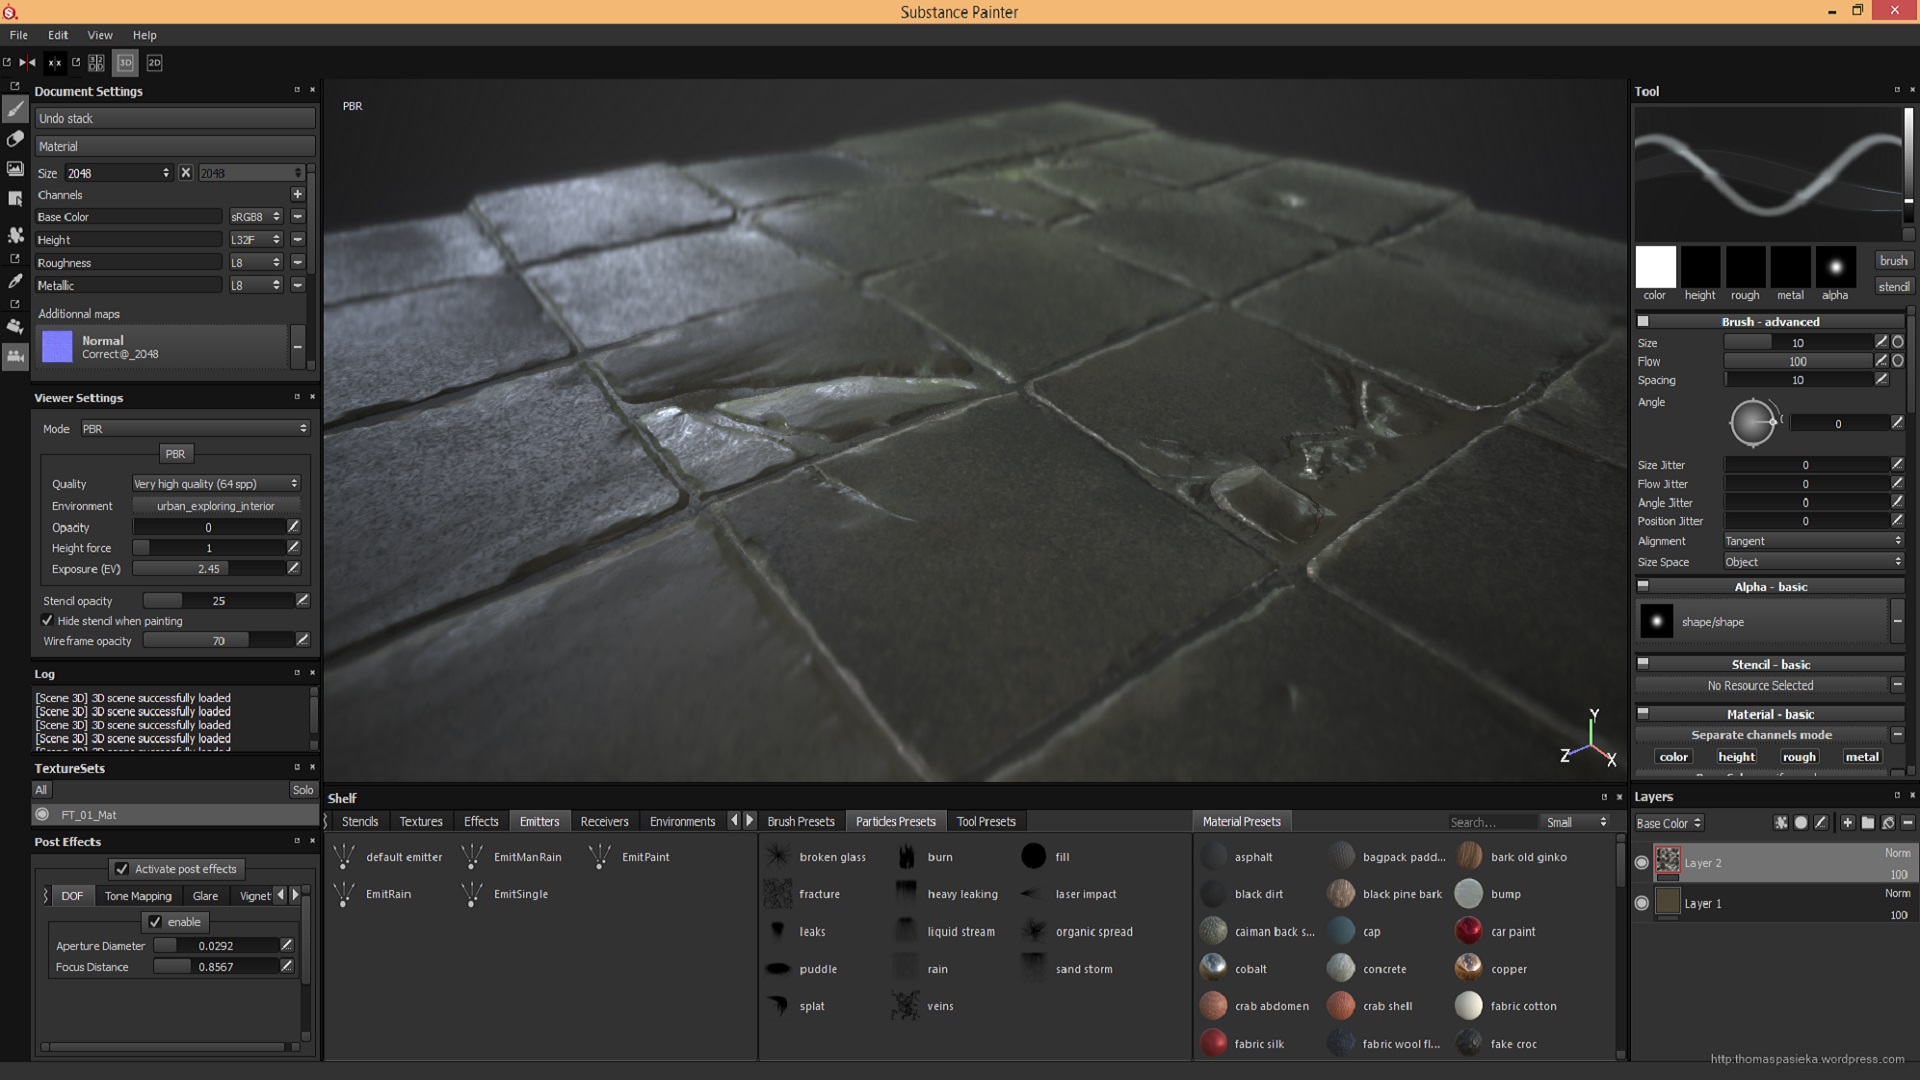 Substance Painter
File Edit View Help
3D 2D
Document Settings
Undo stack
Material
Size 2048 X 2048
Channels
Base Color sRGB8
Height L32F
Roughness L8
Metallic L8
Additionnal maps
Normal
Correct@_2048
Viewer Settings
Mode PBR
PBR
Quality Very high quality (64 spp)
Environment urban_exploring_interior
Opacity 0
Height force 1
Exposure (EV) 2.45
Stencil opacity 25
Hide stencil when painting
Wireframe opacity 70
Log
[Scene 3D] 3D scene successfully loaded
[Scene 3D] 3D scene successfully loaded
[Scene 3D] 3D scene successfully loaded
[Scene 3D] 3D scene successfully loaded
TextureSets
All Solo
FT_01_Mat
Post Effects
Activate post effects
DOF Tone Mapping Glare Vignet
enable
Aperture Diameter 0.0292
Focus Distance 0.8567
PBR
Y
Z X
Shelf
Stencils Textures Effects Emitters Receivers Environments
default emitter EmitManRain EmitPaint
EmitRain EmitSingle
Brush Presets Particles Presets Tool Presets
broken glass burn fill
fracture heavy leaking laser impact
leaks liquid stream organic spread
puddle rain sand storm
splat veins
Material Presets Search... Small
asphalt bagpack padd... bark old ginko
black dirt black pine bark bump
caiman back s... cap car paint
cobalt concrete copper
crab abdomen crab shell fabric cotton
fabric silk fabric wool fl... fake croc
Tool
color height rough metal alpha
brush
stencil
Brush - advanced
Size 10
Flow 100
Spacing 10
Angle 0
Size Jitter 0
Flow Jitter 0
Angle Jitter 0
Position Jitter 0
Alignment Tangent
Size Space Object
Alpha - basic
shape/shape
Stencil - basic
No Resource Selected
Material - basic
Separate channels mode
color height rough metal
Layers
Base Color
Layer 2 Norm
100
Layer 1 Norm
100
http:thomaspasieka.wordpress.com